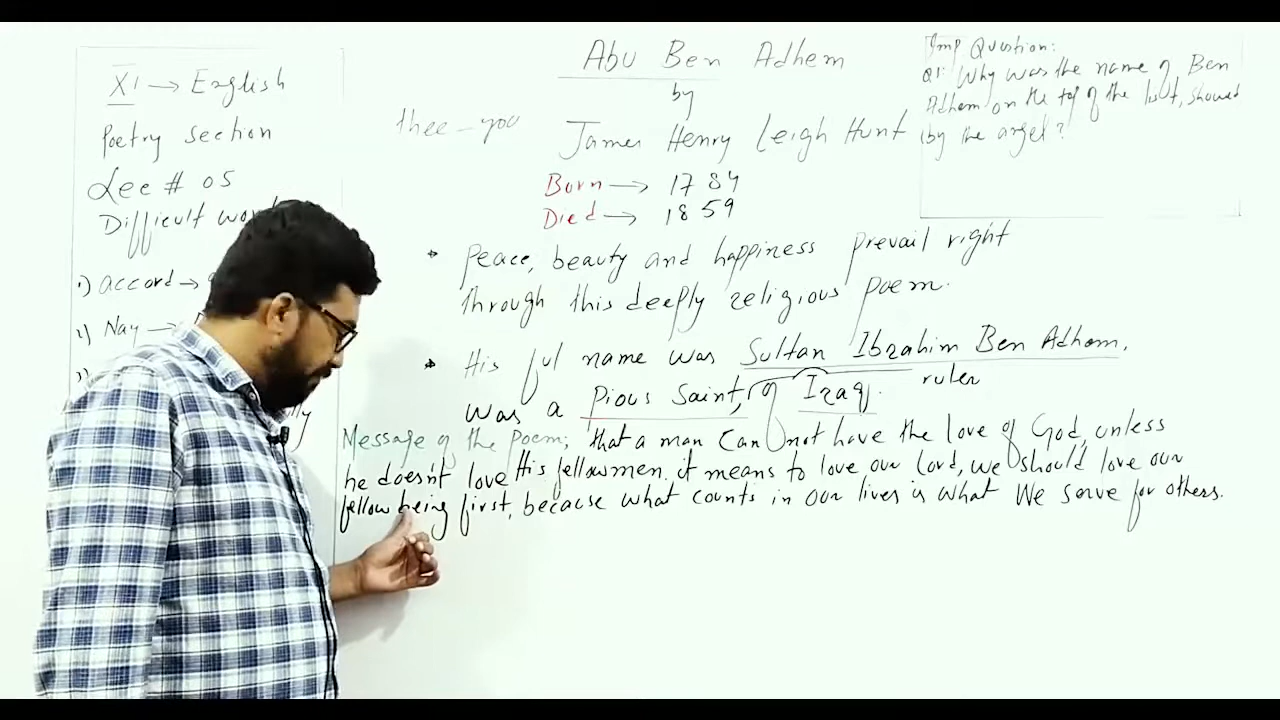 XI → English
Poetry section
Lec # 05
Difficult
1) accord →
2) Nay →
Abu Ben Adhem
by
thee - you
James Henry Leigh Hunt
Born → 1784
Died → 1859
Peace, beauty and happiness prevail right
through this deeply religious poem.
His ful name was Sultan Ibrahim Ben Adhem.
was a Pious Saint, of Iraq. ruler
Message of the Poem; that a man can not have the love of God, unless
he doesn't love His fellowmen. it means to love our Lord, we should love our
fellow being first, because what counts in our lives is what We serve for others.
Imp Question:
Q1: Why was the name of Ben
Adhem on the top of the list, showed
by the angel?